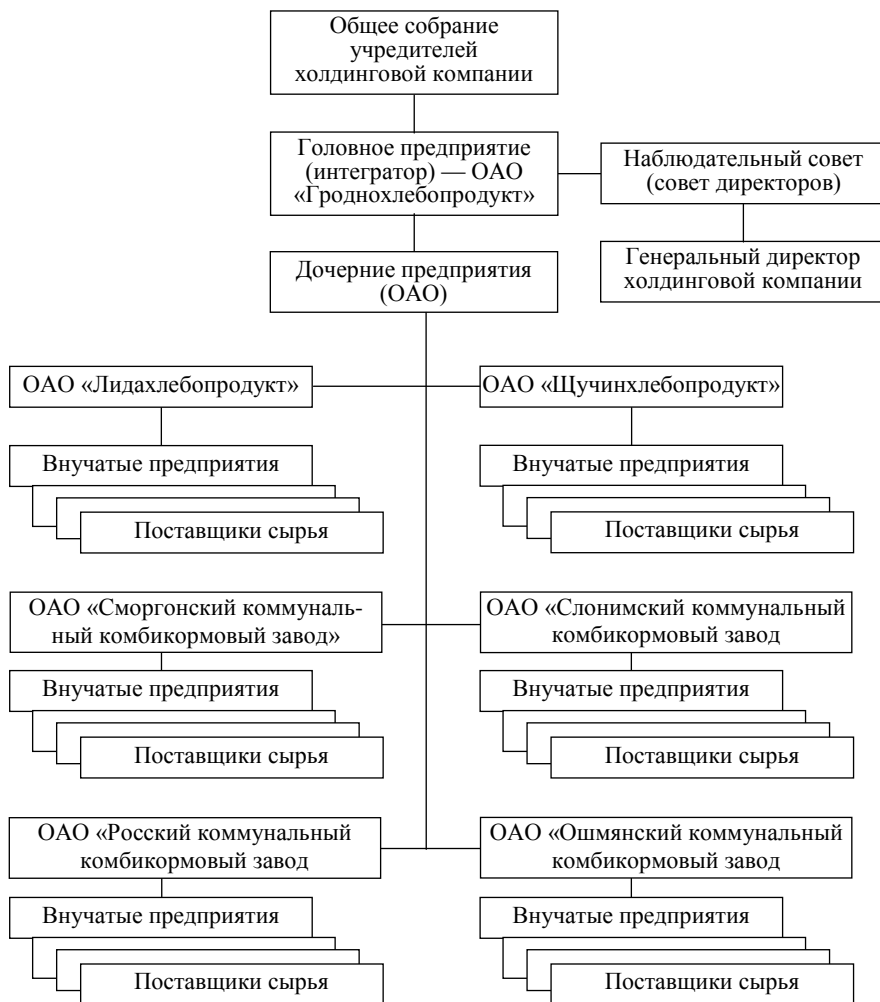 Общее собрание
учредителей
холдинговой компании
Головное предприятие
(интегратор) — ОАО
«Гроднохлебопродукт»
Наблюдательный совет
(совет директоров)
Генеральный директор
холдинговой компании
Дочерние предприятия
(ОАО)
ОАО «Лидахлебопродукт»
ОАО «Щучинхлебопродукт»
Внучатые предприятия
Поставщики сырья
Внучатые предприятия
Поставщики сырья
ОАО «Сморгонский коммуналь-
ный комбикормовый завод»
ОАО «Слонимский коммунальный
комбикормовый завод
Внучатые предприятия
Поставщики сырья
Внучатые предприятия
Поставщики сырья
ОАО «Росский коммунальный
комбикормовый завод
ОАО «Ошмянский коммунальный
комбикормовый завод
Внучатые предприятия
Поставщики сырья
Внучатые предприятия
Поставщики сырья